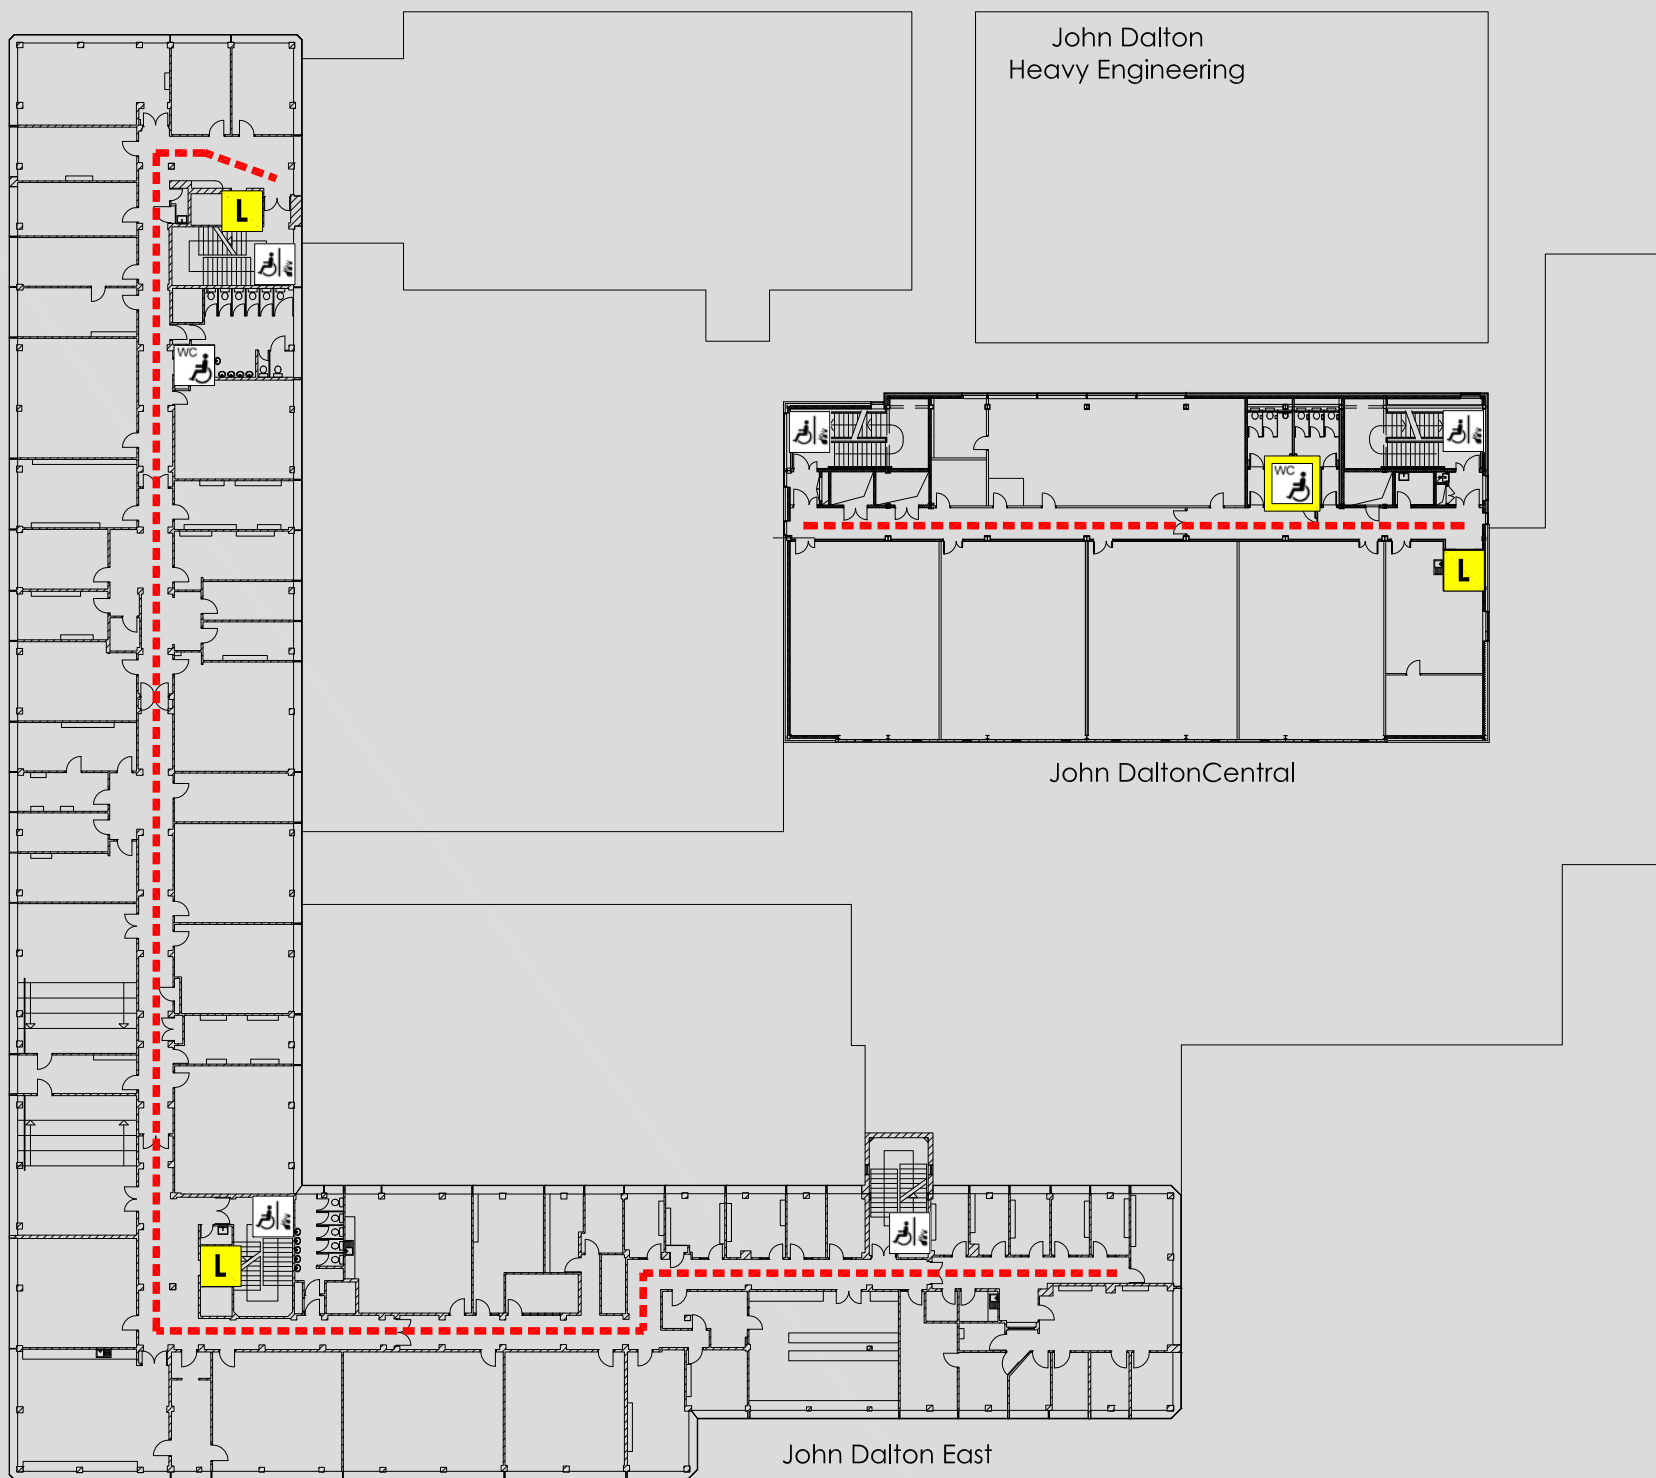 John Dalton
Heavy Engineering
L
WC
WC
L
John DaltonCentral
L
John Dalton East